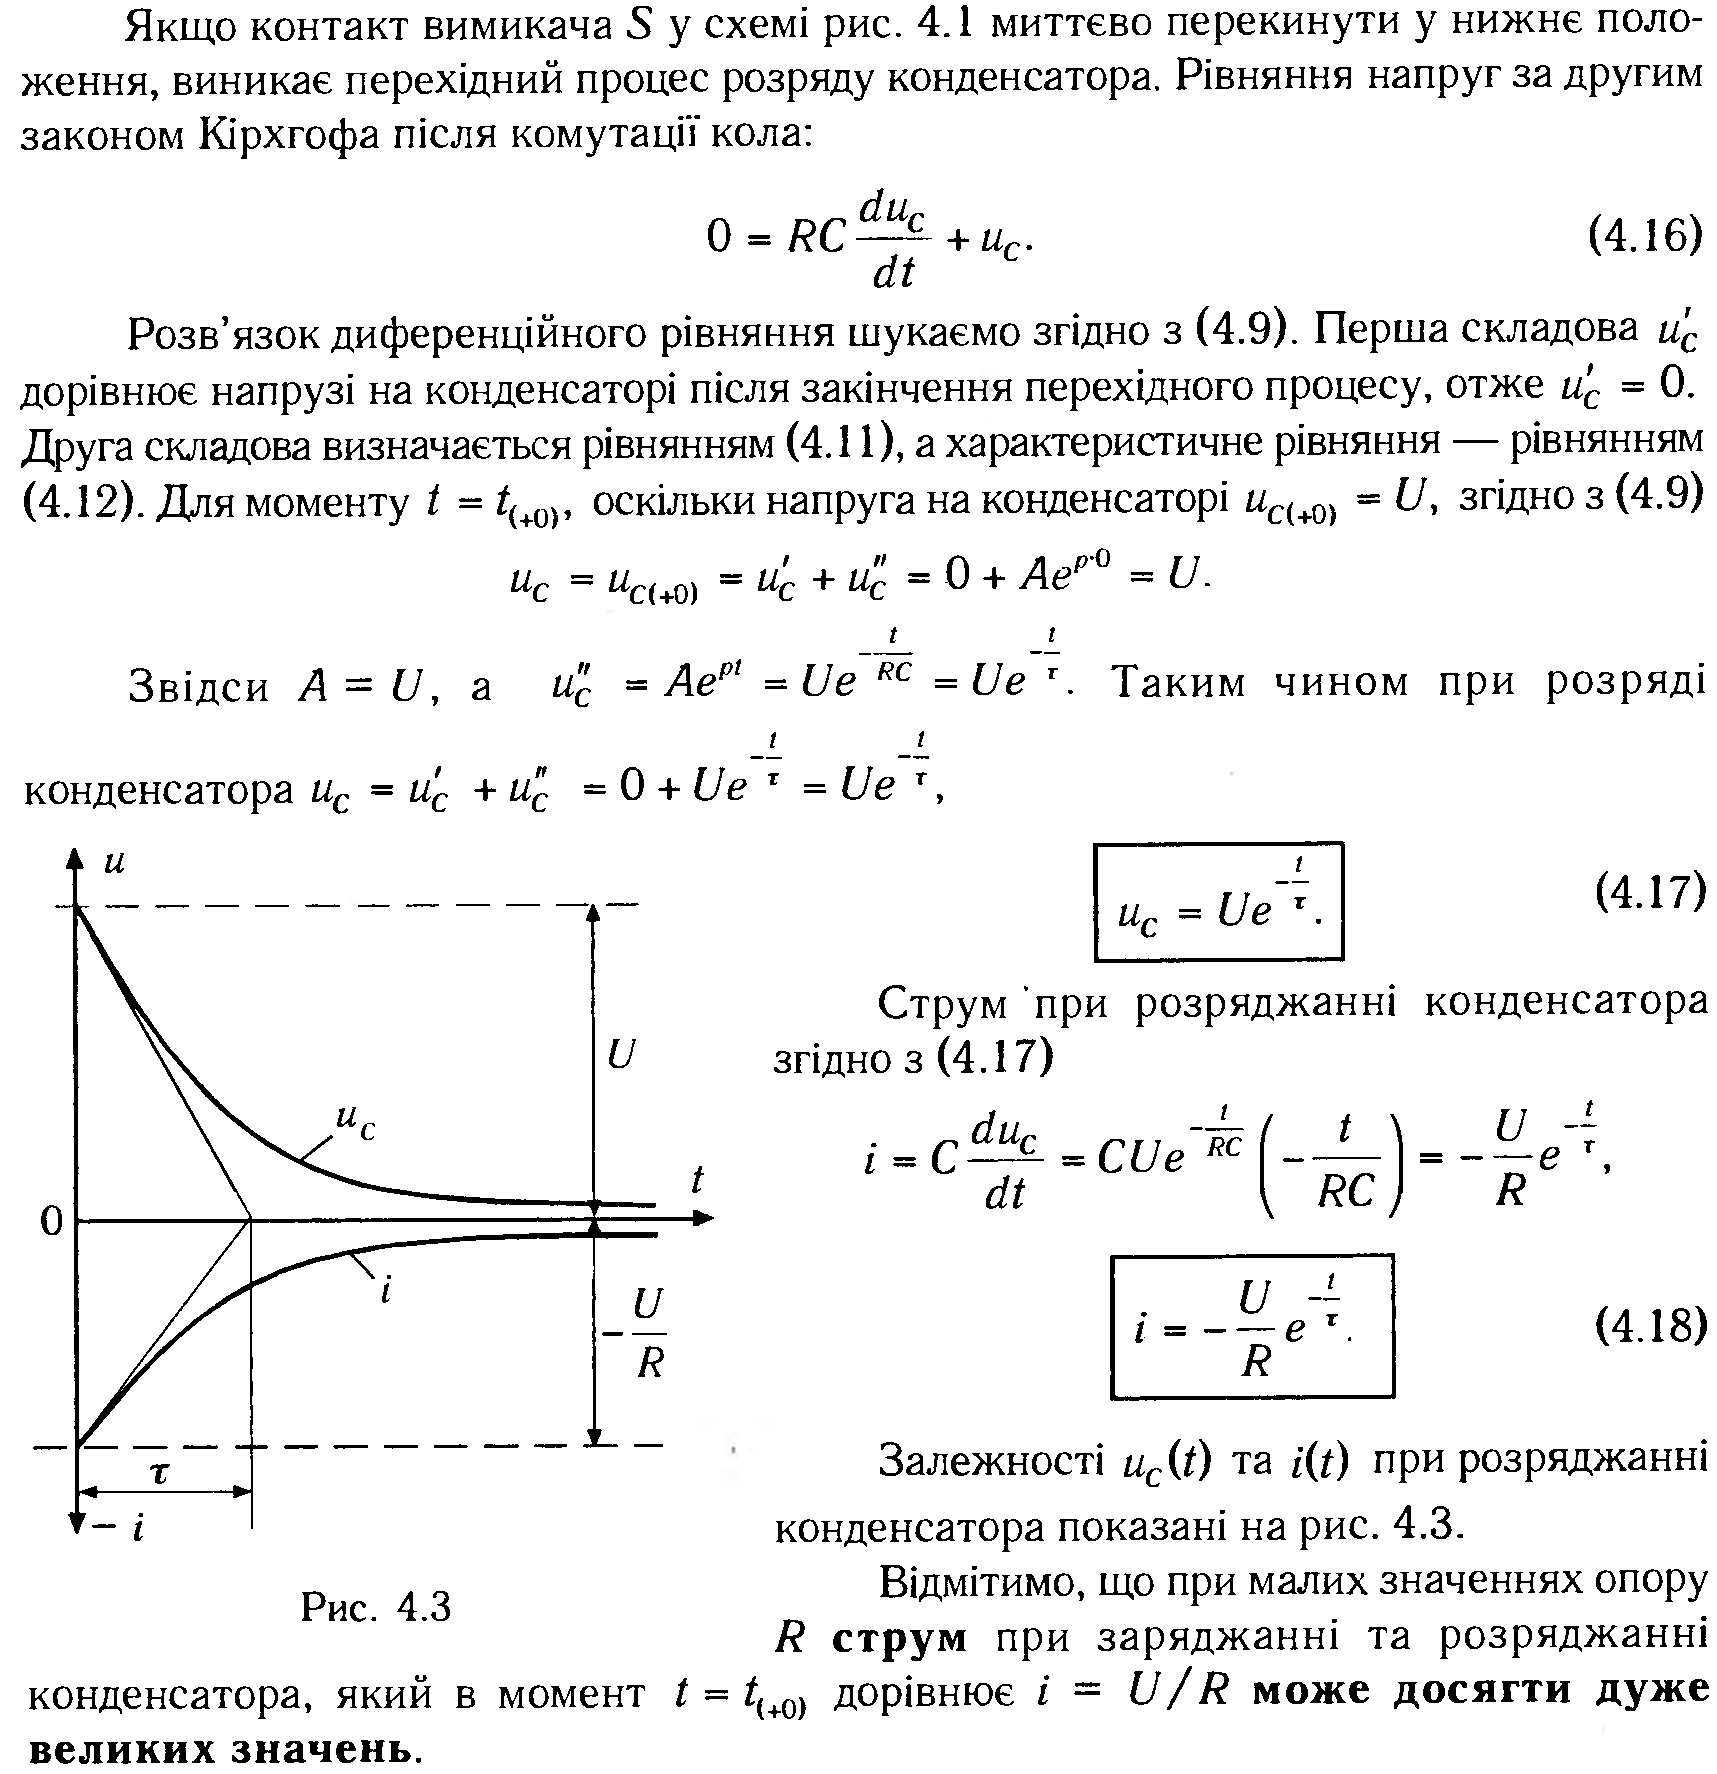 Якщо контакт вимикача S у схемі рис. 4.1 миттєво перекинути у нижнє поло-
ження, виникає перехідний процес розряду конденсатора. Рівняння напруг за другим
законом Кірхгофа після комутації кола:
0 = RC du_C/dt + u_C. (4.16)
Розв’язок диференційного рівняння шукаємо згідно з (4.9). Перша складова u'_C
дорівнює напрузі на конденсаторі після закінчення перехідного процесу, отже u'_C = 0.
Друга складова визначається рівнянням (4.11), а характеристичне рівняння — рівнянням
(4.12). Для моменту t = t_(+0), оскільки напруга на конденсаторі u_C(+0) = U, згідно з (4.9)
u_C = u_C(+0) = u'_C + u''_C = 0 + Ae^{p·0} = U.
Звідси A = U, а u''_C = Ae^{pt} = Ue^{-t/RC} = Ue^{-t/τ}. Таким чином при розряді
конденсатора u_C = u'_C + u''_C = 0 + Ue^{-t/τ} = Ue^{-t/τ},
u
U
u_C
t
0
i
-U/R
τ
- i
Рис. 4.3
u_C = Ue^{-t/τ}. (4.17)
Струм при розряджанні конденсатора
згідно з (4.17)
i = C du_C/dt = CUe^{-t/RC} (-t/RC) = -U/R e^{-t/τ},
i = -U/R e^{-t/τ}. (4.18)
Залежності u_C(t) та i(t) при розряджанні
конденсатора показані на рис. 4.3.
Відмітимо, що при малих значеннях опору
R струм при заряджанні та розряджанні
конденсатора, який в момент t = t_(+0) дорівнює i = U/R може досягти дуже
великих значень.